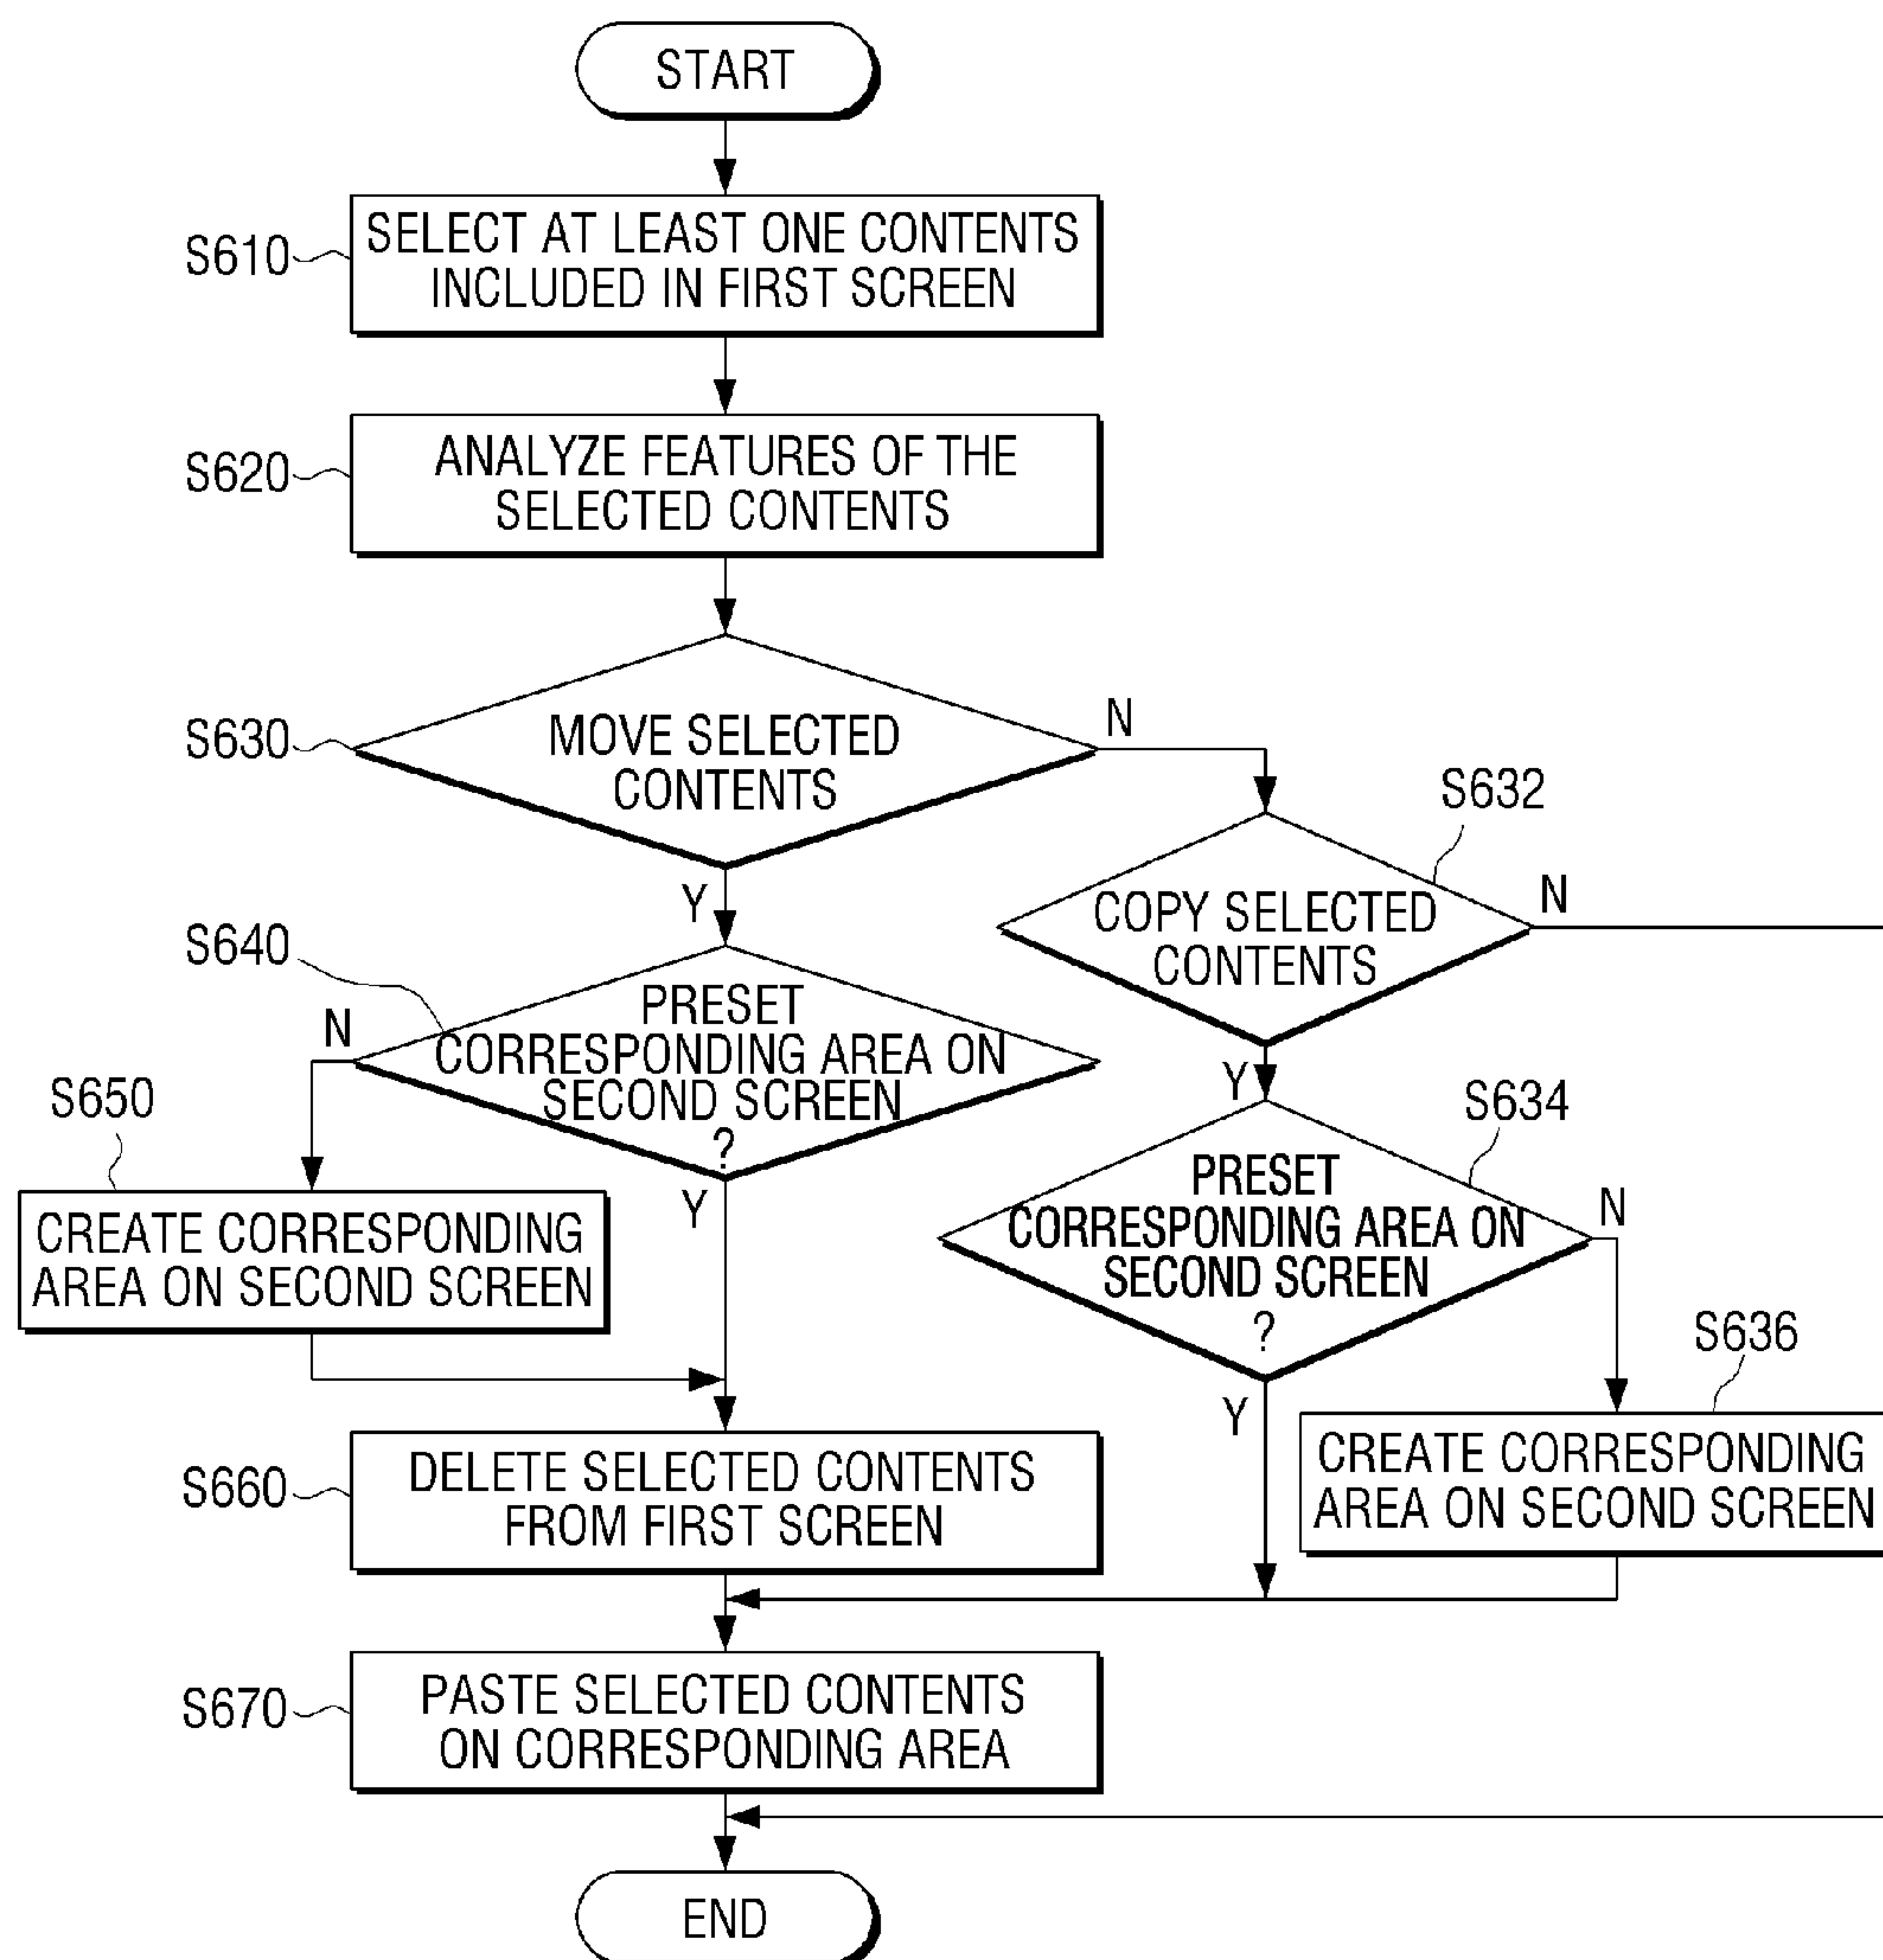 START
S610
SELECT AT LEAST ONE CONTENTS
INCLUDED IN FIRST SCREEN
S620
ANALYZE FEATURES OF THE
SELECTED CONTENTS
S630
MOVE SELECTED
CONTENTS
N
Y
S632
COPY SELECTED
CONTENTS
N
Y
S640
PRESET
CORRESPONDING AREA ON
SECOND SCREEN
?
N
Y
S634
PRESET
CORRESPONDING AREA ON
SECOND SCREEN
?
N
Y
S650
CREATE CORRESPONDING
AREA ON SECOND SCREEN
S636
CREATE CORRESPONDING
AREA ON SECOND SCREEN
S660
DELETE SELECTED CONTENTS
FROM FIRST SCREEN
S670
PASTE SELECTED CONTENTS
ON CORRESPONDING AREA
END